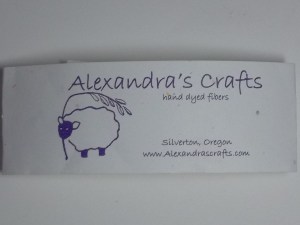 Alexandra's Crafts
hand dyed fibers
Silverton, Oregon
www.Alexandrascrafts.com